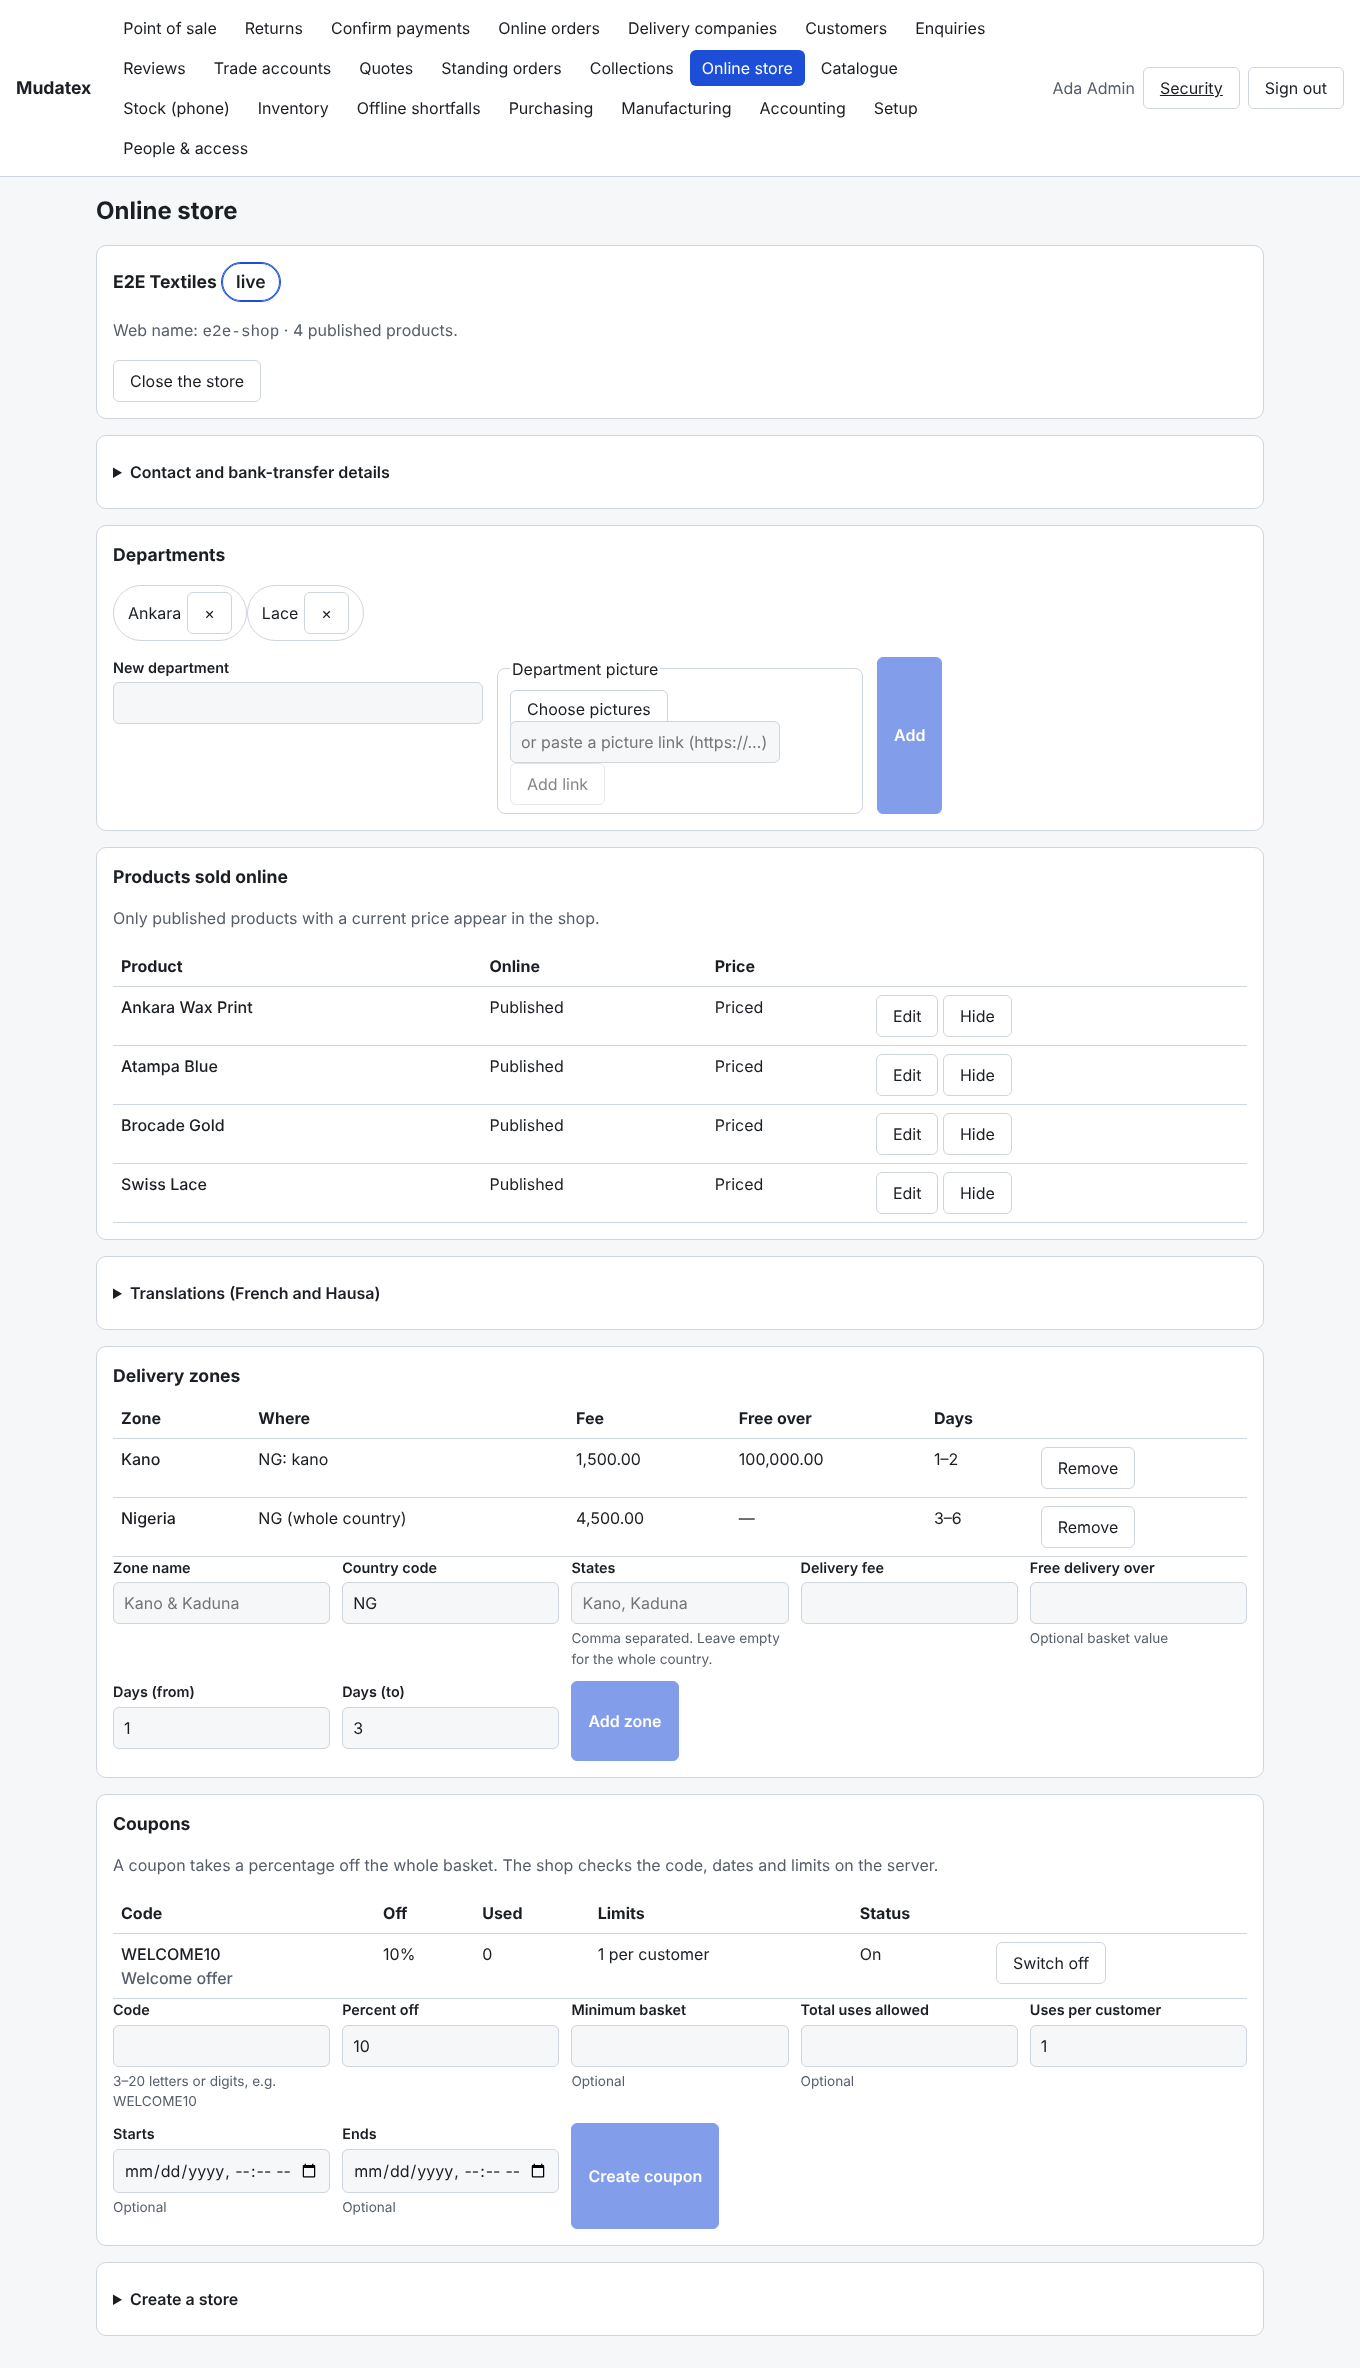 Mudatex
Point of sale Returns Confirm payments Online orders Delivery companies Customers Enquiries
Reviews Trade accounts Quotes Standing orders Collections Online store Catalogue
Stock (phone) Inventory Offline shortfalls Purchasing Manufacturing Accounting Setup
People & access
Ada Admin Security Sign out
Online store
E2E Textiles live
Web name: e2e-shop · 4 published products.
Close the store
▶ Contact and bank-transfer details
Departments
Ankara × Lace ×
New department
Department picture
Choose pictures
or paste a picture link (https://...)
Add link
Add
Products sold online
Only published products with a current price appear in the shop.
Product Online Price
Ankara Wax Print Published Priced Edit Hide
Atampa Blue Published Priced Edit Hide
Brocade Gold Published Priced Edit Hide
Swiss Lace Published Priced Edit Hide
▶ Translations (French and Hausa)
Delivery zones
Zone Where Fee Free over Days
Kano NG: kano 1,500.00 100,000.00 1–2 Remove
Nigeria NG (whole country) 4,500.00 — 3–6 Remove
Zone name Country code States Delivery fee Free delivery over
Kano & Kaduna NG Kano, Kaduna
Comma separated. Leave empty Optional basket value
for the whole country.
Days (from) Days (to)
1 3 Add zone
Coupons
A coupon takes a percentage off the whole basket. The shop checks the code, dates and limits on the server.
Code Off Used Limits Status
WELCOME10 10% 0 1 per customer On Switch off
Welcome offer
Code Percent off Minimum basket Total uses allowed Uses per customer
10 1
3–20 letters or digits, e.g. Optional Optional
WELCOME10
Starts Ends
mm/dd/yyyy, --:-- -- mm/dd/yyyy, --:-- -- Create coupon
Optional Optional
▶ Create a store